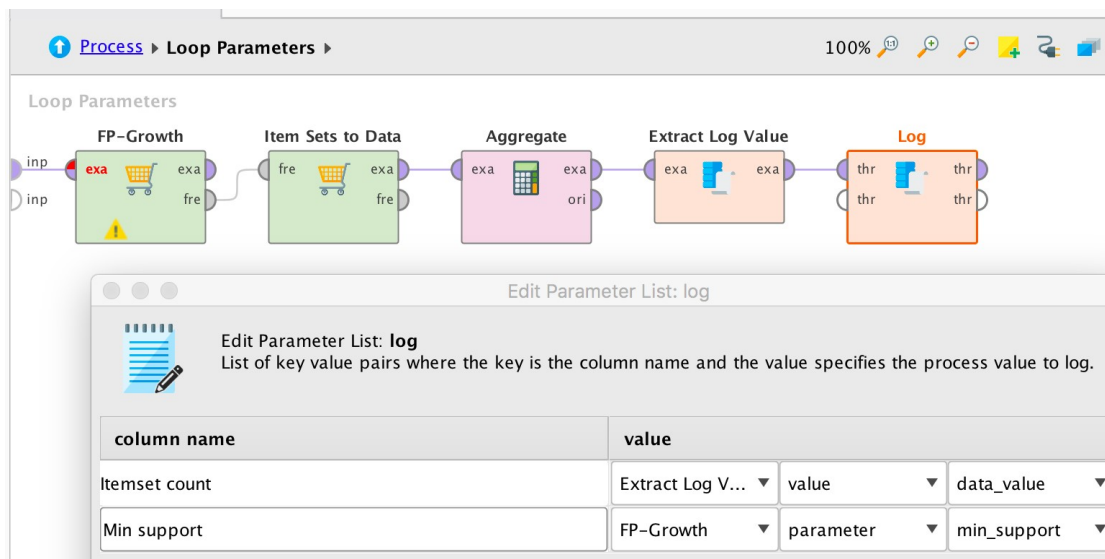 Process ▸ Loop Parameters ▸ 100%
Loop Parameters
FP-Growth Item Sets to Data Aggregate Extract Log Value Log
inp exa exa fre exa exa exa exa exa thr thr
inp fre fre ori thr thr
Edit Parameter List: log
Edit Parameter List: log
List of key value pairs where the key is the column name and the value specifies the process value to log.
column name value
Itemset count Extract Log V... value data_value
Min support FP-Growth parameter min_support